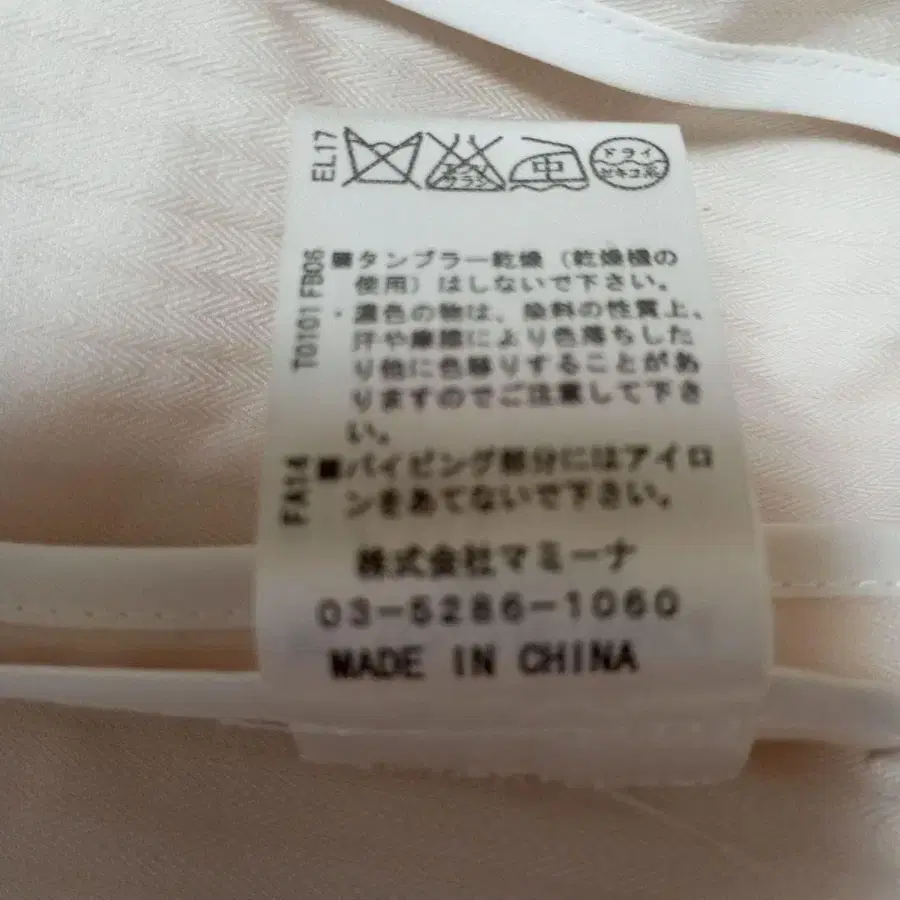 EL17
中
ドライ
セキユ系
T0101FB06
■タンブラー乾燥（乾燥機の
使用）はしないで下さい。
・濃色の物は、染料の性質上、
汗や摩擦により色落ちした
り他に色移りすることがあ
りますのでご注意して下さ
い。
FA14
■パイピング部分にはアイロ
ンをあてないで下さい。
株式会社マミーナ
03-5286-1060
MADE IN CHINA